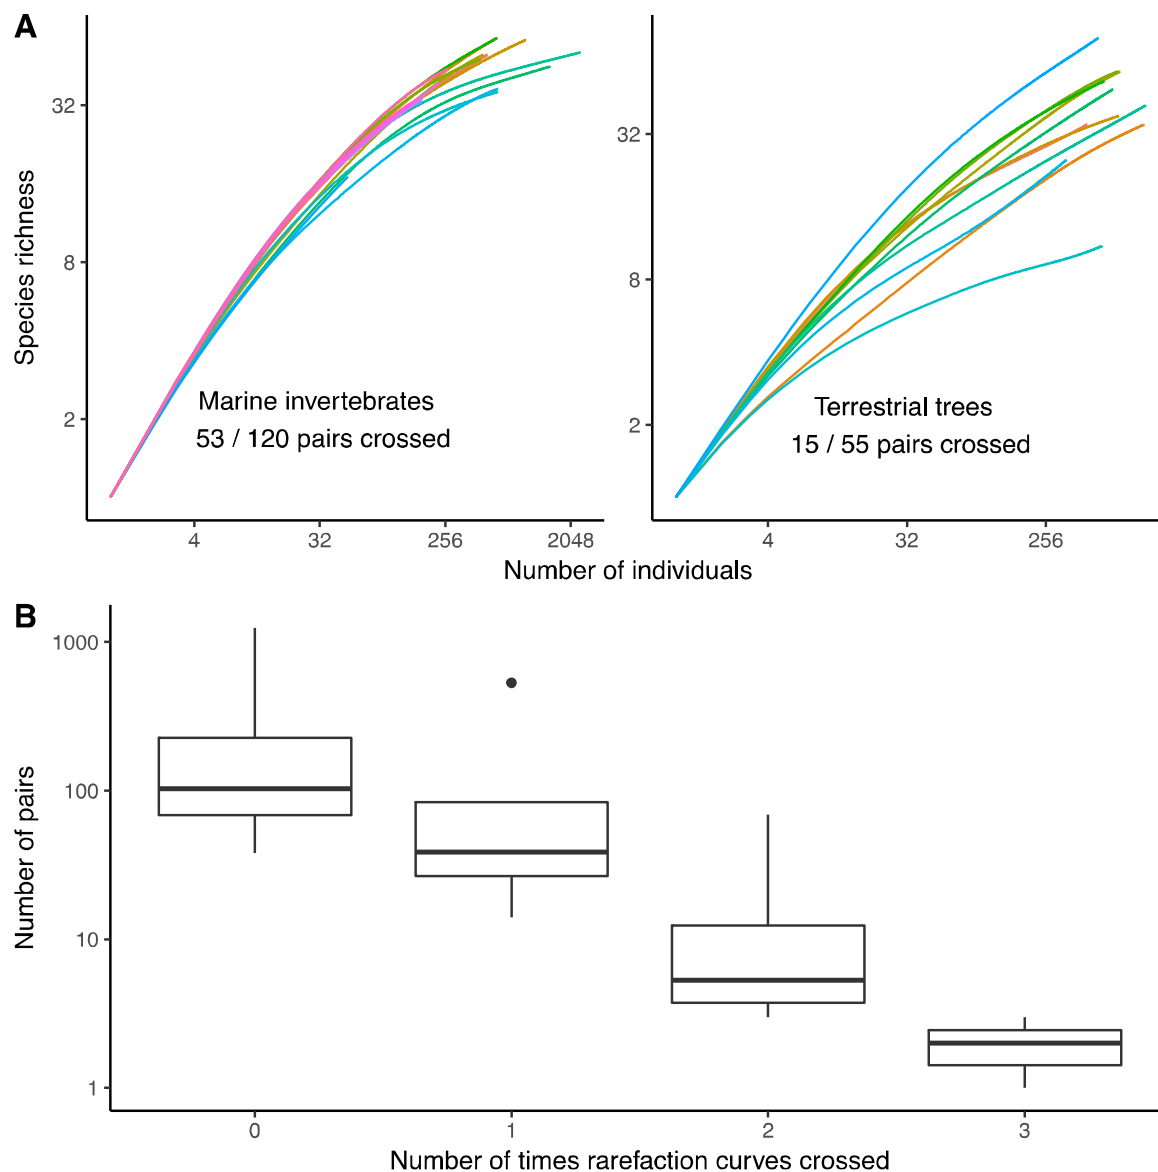 A
Species richness
32
8
2
Marine invertebrates
53 / 120 pairs crossed
4
32
256
2048
32
8
2
Terrestrial trees
15 / 55 pairs crossed
4
32
256
Number of individuals
B
Number of pairs
1000
100
10
1
0
1
2
3
Number of times rarefaction curves crossed